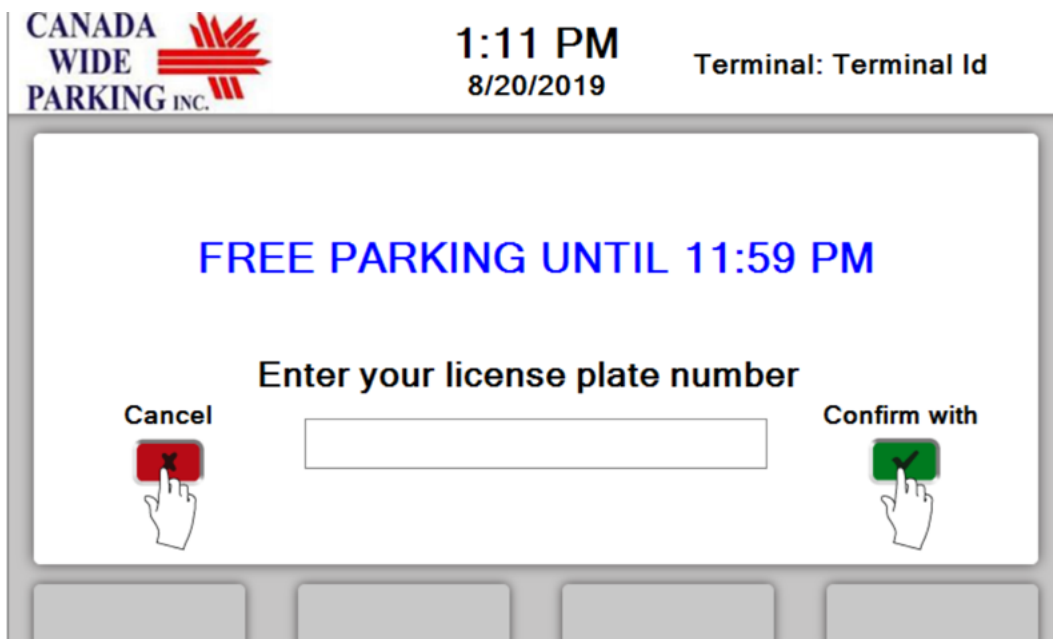 CANADA
WIDE
PARKING INC.
1:11 PM
8/20/2019
Terminal: Terminal Id
FREE PARKING UNTIL 11:59 PM
Enter your license plate number
Cancel
Confirm with